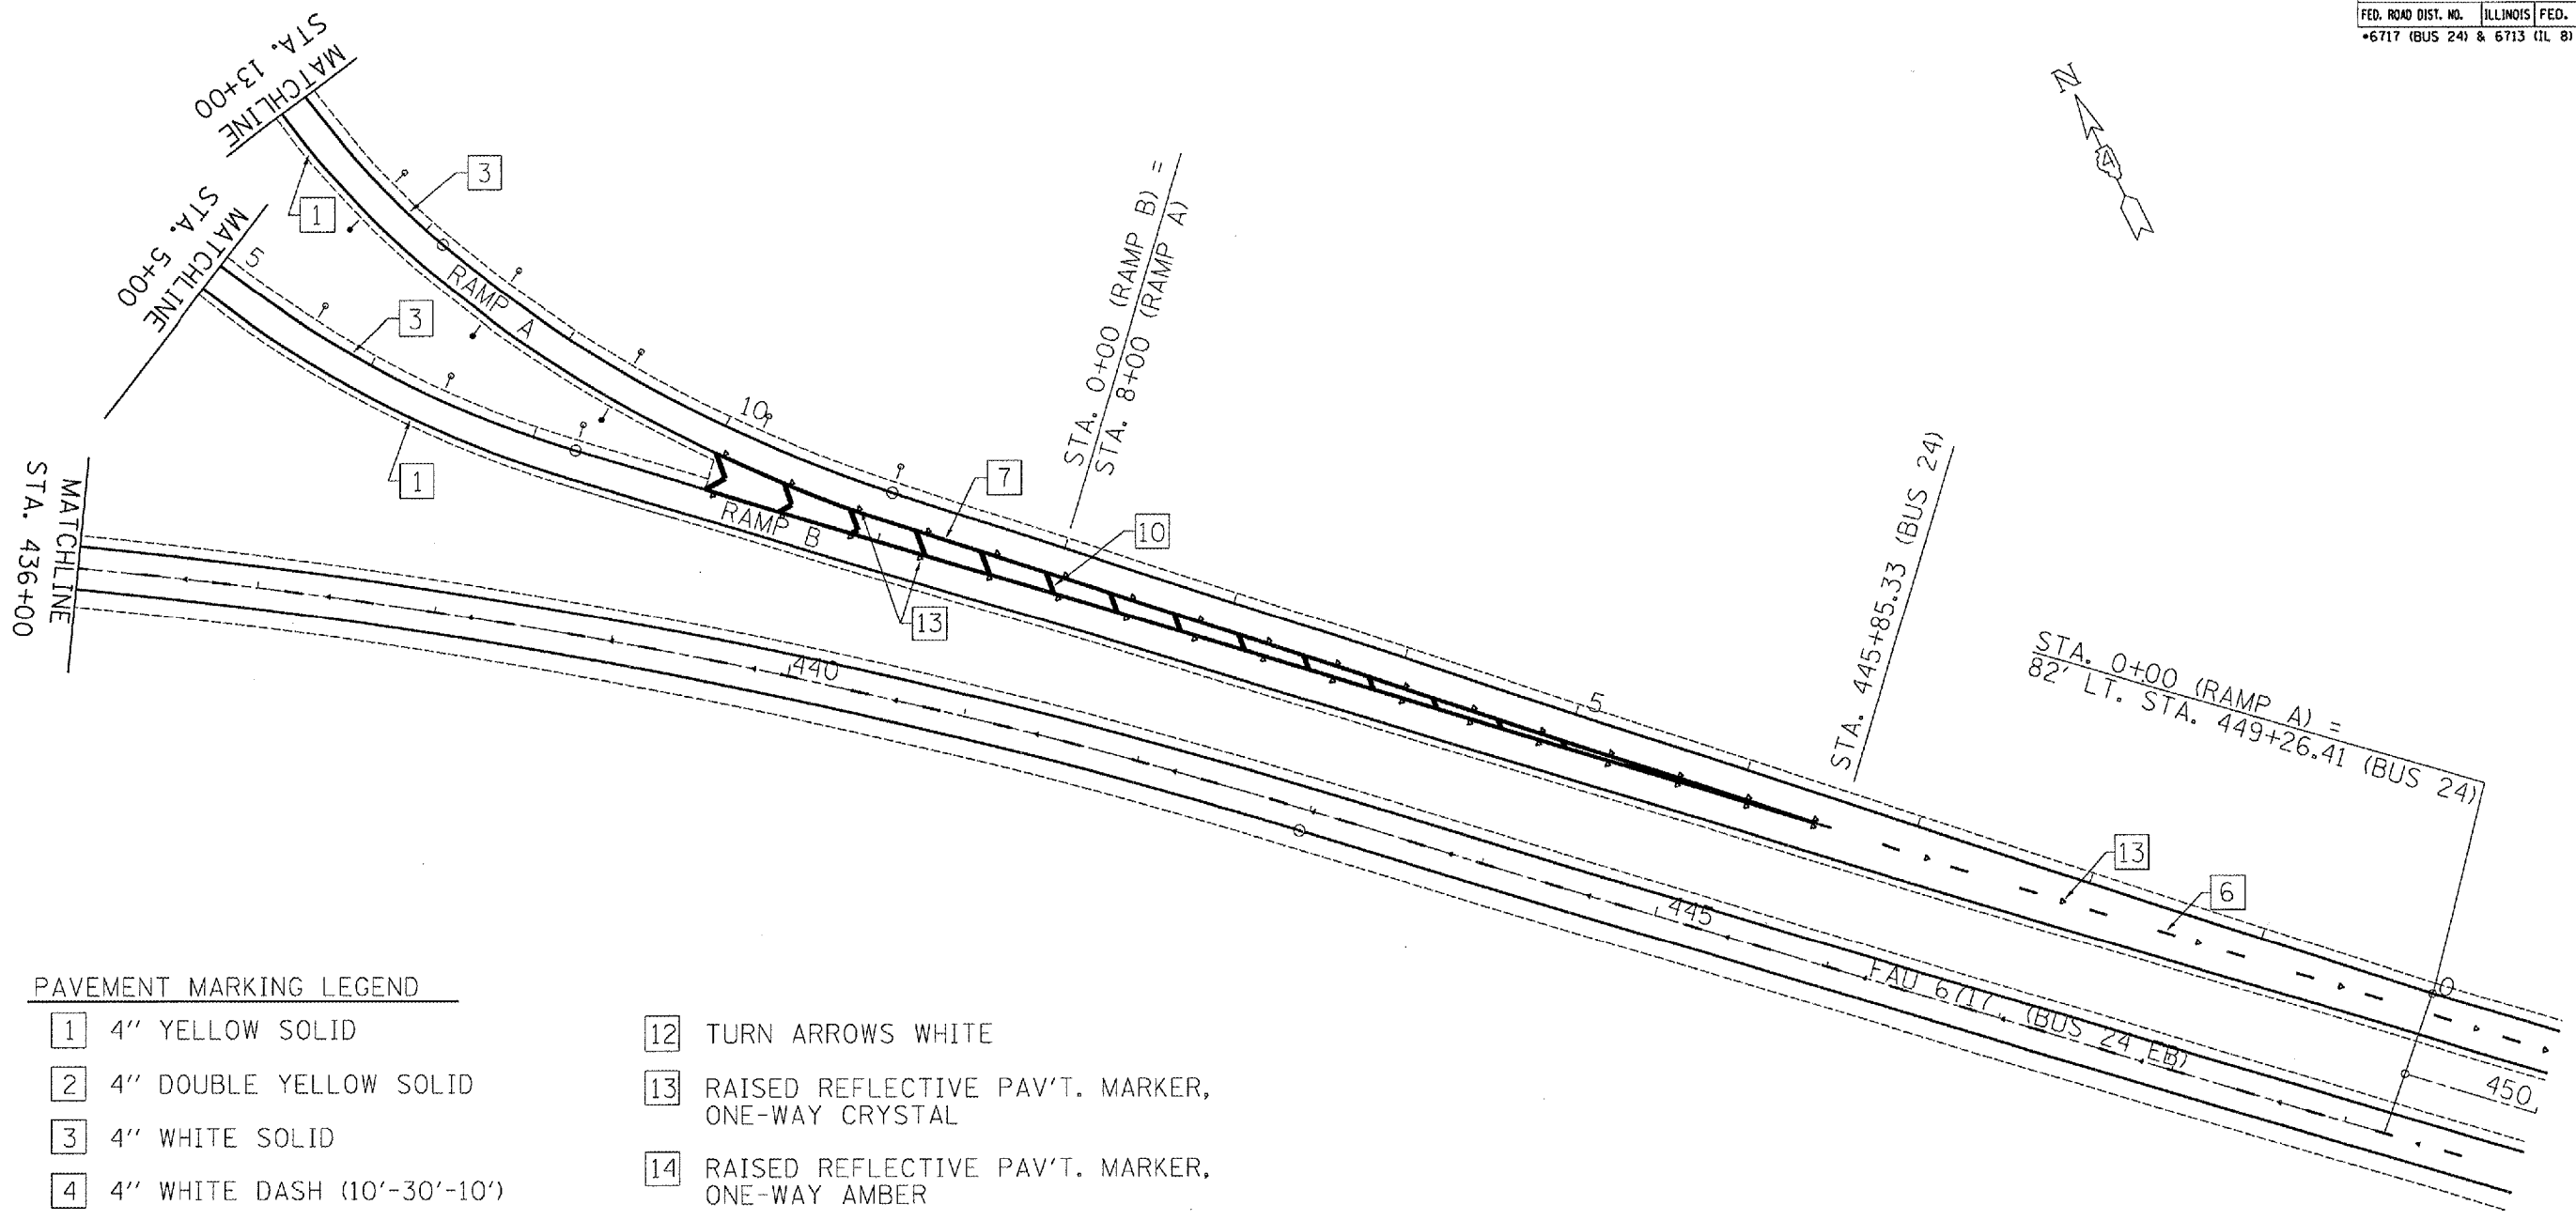 FED. ROAD DIST. NO. ILLINOIS FED.
*6717 (BUS 24) & 6713 (IL 8)
N
4
MATCHLINE
STA. 13+00
3
1
MATCHLINE
STA. 5+00
5
RAMP A
3
1
10
RAMP B
7
10
13
STA. 0+00 (RAMP B) =
STA. 8+00 (RAMP A)
MATCHLINE
STA. 436+00
440
5
STA. 445+85.33 (BUS 24)
STA. 0+00 (RAMP A) =
82' LT. STA. 449+26.41 (BUS 24)
13
6
445
FAU 6717, (BUS 24 EB)
0
450
PAVEMENT MARKING LEGEND
1 4" YELLOW SOLID
2 4" DOUBLE YELLOW SOLID
3 4" WHITE SOLID
4 4" WHITE DASH (10'-30'-10')
12 TURN ARROWS WHITE
13 RAISED REFLECTIVE PAV'T. MARKER,
ONE-WAY CRYSTAL
14 RAISED REFLECTIVE PAV'T. MARKER,
ONE-WAY AMBER